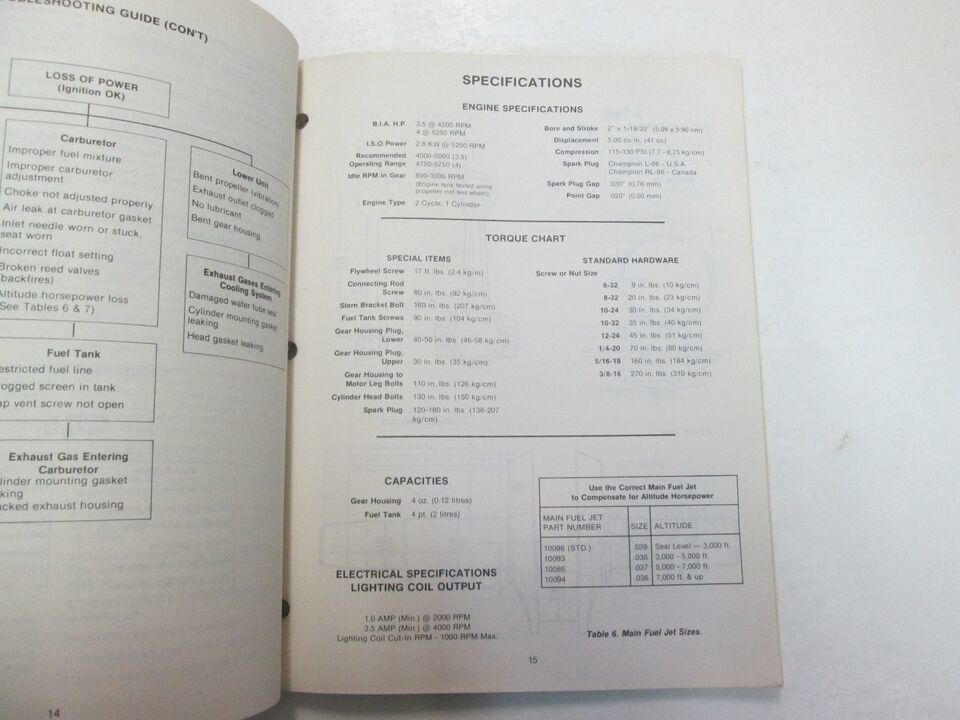 TROUBLESHOOTING GUIDE (CON'T)
LOSS OF POWER
(Ignition OK)
Carburetor
Improper fuel mixture
Improper carburetor
adjustment
Choke not adjusted properly
Air leak at carburetor gasket
Inlet needle worn or stuck,
seat worn
Incorrect float setting
Broken reed valves
(backfires)
Altitude horsepower loss
(See Tables 6 & 7)
Lower Unit
Bent propeller (vibration)
Exhaust outlet clogged
No lubricant
Bent gear housing
Exhaust Gases Entering
Cooling System
Damaged water tube seal
Cylinder mounting gasket
leaking
Head gasket leaking
Fuel Tank
estricted fuel line
logged screen in tank
ap vent screw not open
Exhaust Gas Entering
Carburetor
linder mounting gasket
king
acked exhaust housing
14
SPECIFICATIONS
ENGINE SPECIFICATIONS
B.I.A. H.P. 3.5 @ 4500 RPM
4 @ 5250 RPM
I.S.O Power 2.8 KW @ 5250 RPM
Recommended 4000-5000 (3.5)
Operating Range 4750-5750 (4)
Idle RPM in Gear 800-1000 RPM
(Engine tank tested using
propeller not test wheel)
Engine Type 2 Cycle, 1 Cylinder
Bore and Stroke 2" x 1-19/32" (5.08 x 3.90 cm)
Displacement 5.00 cu in. (41 cc)
Compression 115-130 PSI (7.7 - 8.75 kg/cm)
Spark Plug Champion L-86 - U.S.A.
Champion RL-86 - Canada
Spark Plug Gap .030" (0.76 mm)
Point Gap .020" (0.50 mm)
TORQUE CHART
SPECIAL ITEMS
Flywheel Screw 17 ft. lbs. (2.4 kg/m)
Connecting Rod
Screw 80 in. lbs. (92 kg/cm)
Stern Bracket Bolt 180 in. lbs. (207 kg/cm)
Fuel Tank Screws 90 in. lbs. (104 kg/cm)
Gear Housing Plug,
Lower 40-50 in. lbs. (46-58 kg/cm)
Gear Housing Plug,
Upper 30 in. lbs. (35 kg/cm)
Gear Housing to
Motor Leg Bolts 110 in. lbs. (126 kg/cm)
Cylinder Head Bolts 130 in. lbs. (150 kg/cm)
Spark Plug 120-180 in. lbs. (138-207
kg/cm)
STANDARD HARDWARE
Screw or Nut Size
6-32 9 in. lbs. (10 kg/cm)
8-32 20 in. lbs. (23 kg/cm)
10-24 30 in. lbs. (34 kg/cm)
10-32 35 in. lbs. (40 kg/cm)
12-24 45 in. lbs. (51 kg/cm)
1/4-20 70 in. lbs. (80 kg/cm)
5/16-18 160 in. lbs. (184 kg/cm)
3/8-16 270 in. lbs. (310 kg/cm)
CAPACITIES
Gear Housing 4 oz. (0.12 litres)
Fuel Tank 4 pt. (2 litres)
ELECTRICAL SPECIFICATIONS
LIGHTING COIL OUTPUT
1.0 AMP (Min.) @ 2000 RPM
3.5 AMP (Min.) @ 4000 RPM
Lighting Coil Cut-In RPM - 1000 RPM Max.
Use the Correct Main Fuel Jet
to Compensate for Altitude Horsepower
MAIN FUEL JET
PART NUMBER SIZE ALTITUDE
10096 (STD.) .039 Seal Level — 3,000 ft.
10093 .038 3,000 - 5,000 ft.
10086 .037 5,000 - 7,000 ft.
10094 .036 7,000 ft. & up
Table 6. Main Fuel Jet Sizes.
15